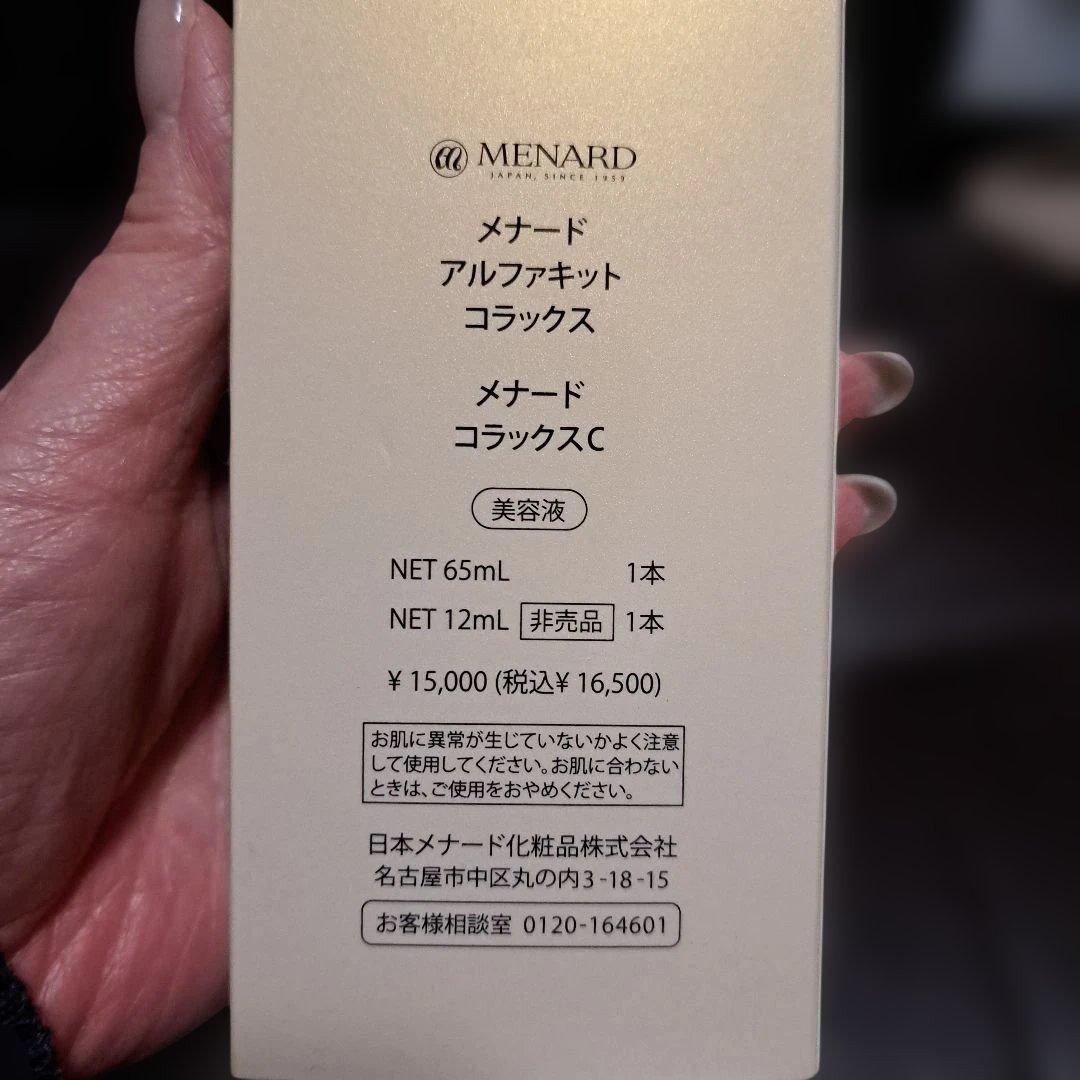 MENARD
JAPAN, SINCE 1959
メナード
アルファキット
コラックス
メナード
コラックスC
美容液
NET 65mL 1本
NET 12mL 非売品 1本
¥ 15,000 (税込¥ 16,500)
お肌に異常が生じていないかよく注意
して使用してください。お肌に合わない
ときは、ご使用をおやめください。
日本メナード化粧品株式会社
名古屋市中区丸の内3-18-15
お客様相談室 0120-164601